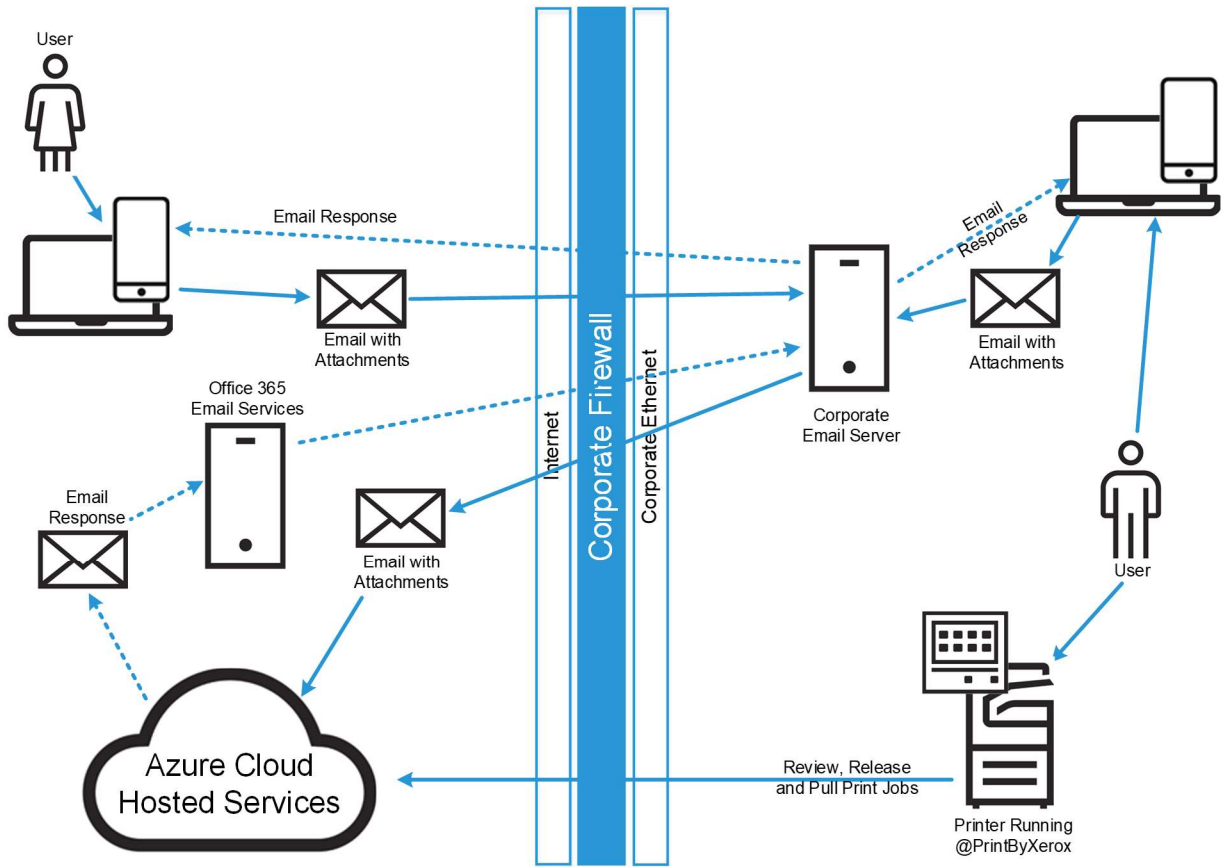 User
Email Response
Email with
Attachments
Office 365
Email Services
Email
Response
Email with
Attachments
Azure Cloud
Hosted Services
Internet
Corporate Firewall
Corporate Ethernet
Email
Response
Email with
Attachments
Corporate
Email Server
User
Review, Release
and Pull Print Jobs
Printer Running
@PrintByXerox